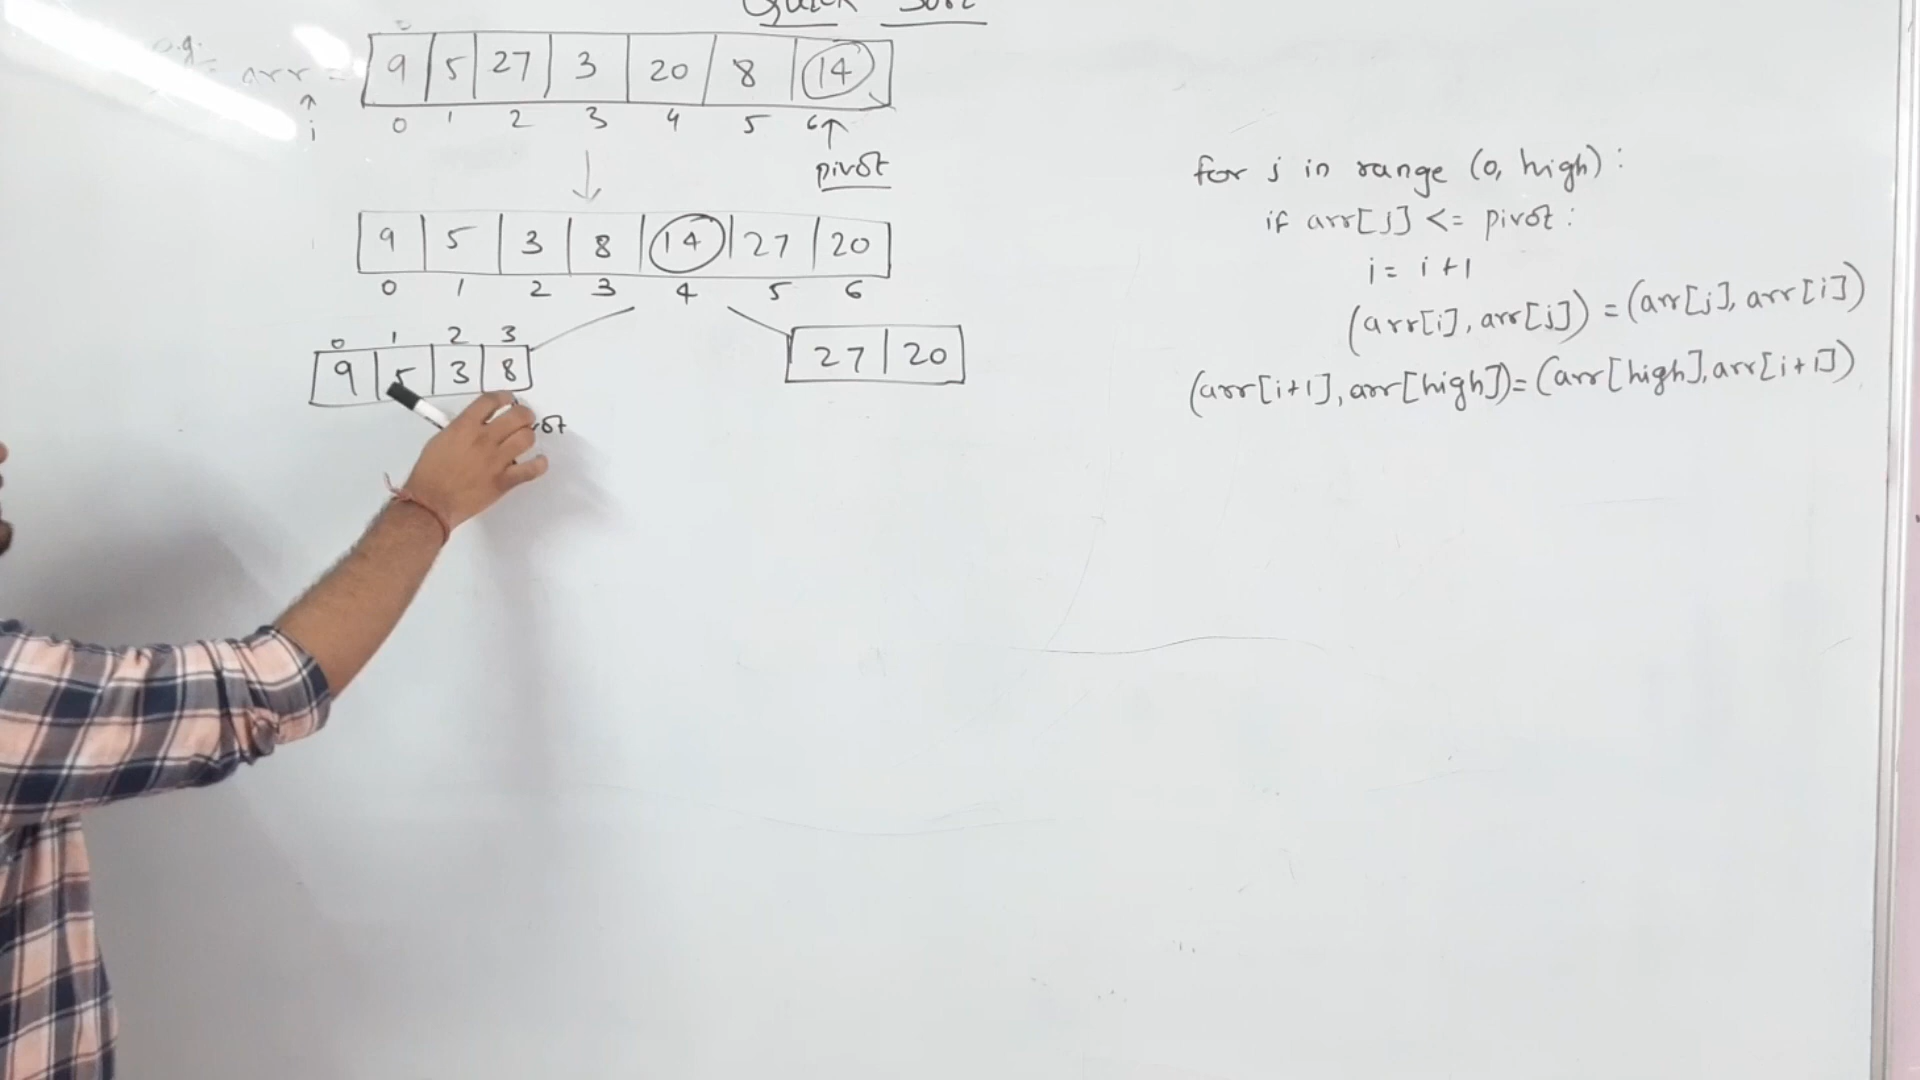 Quick Sort
e.g.
arr = 9 5 27 3 20 8 14
↑
i
0 1 2 3 4 5 6↑
pivot
9 5 3 8 14 27 20
0 1 2 3 4 5 6
0 1 2 3
9 5 3 8
27 20
for j in range (0, high) :
if arr[j] <= pivot :
i = i +1
(arr[i], arr[j]) = (arr[j], arr[i])
(arr[i+1], arr[high]) = (arr[high], arr[i+1])